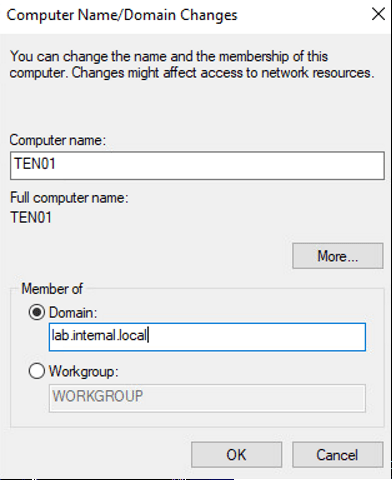 Computer Name/Domain Changes
You can change the name and the membership of this
computer. Changes might affect access to network resources.
Computer name:
TEN01
Full computer name:
TEN01
More...
Member of
Domain:
lab.internal.local
Workgroup:
WORKGROUP
OK
Cancel